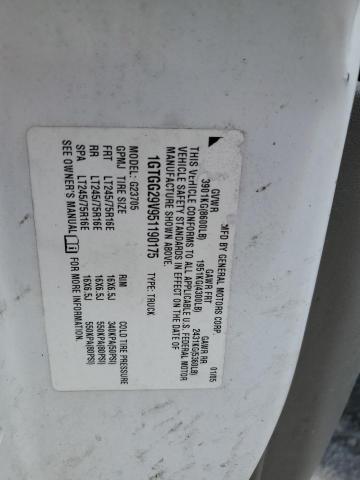 MFD BY GENERAL MOTORS CORP. 01/05
GVWR GAWR FRT GAWR RR
3901KG(8600LB) 1951KG(4300LB) 2431KG(5360LB)
THIS VEHICLE CONFORMS TO ALL APPLICABLE U.S. FEDERAL MOTOR
VEHICLE SAFETY STANDARDS IN EFFECT ON THE DATE OF
MANUFACTURE SHOWN ABOVE.
1GTGG29V951190175 TYPE: TRUCK
MODEL: G23705
GPMJ TIRE SIZE RIM COLD TIRE PRESSURE
FRT LT245/75R16E 16X6.5J 340KPA(50PSI)
RR LT245/75R16E 16X6.5J 550KPA(80PSI)
SPA LT245/75R16E 16X6.5J 550KPA(80PSI)
SEE OWNER'S MANUAL FOR MORE INFORMATION.